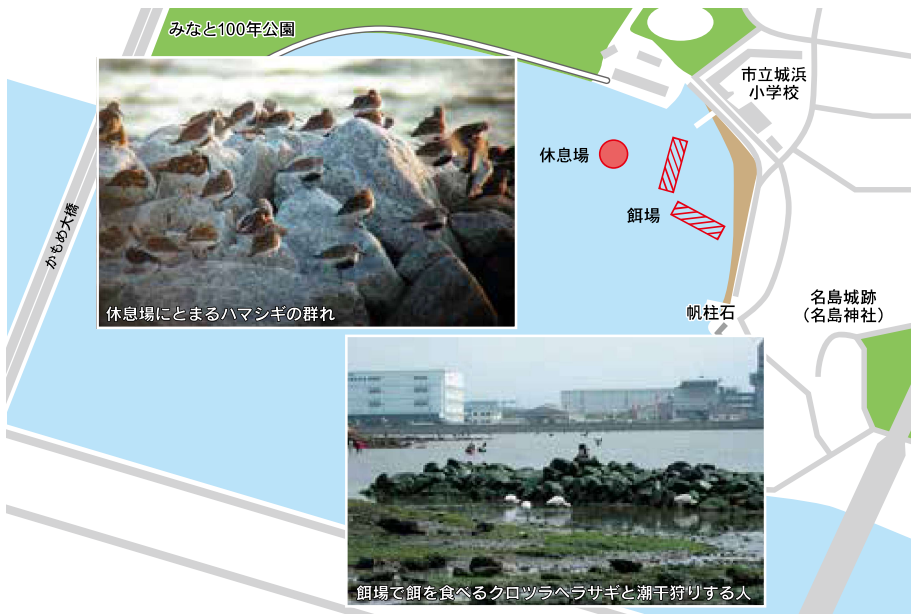 みなと100年公園
市立城浜
小学校
休息場
餌場
かもめ大橋
休息場にとまるハマシギの群れ
帆柱石
名島城跡
（名島神社）
餌場で餌を食べるクロツラヘラサギと潮干狩りする人